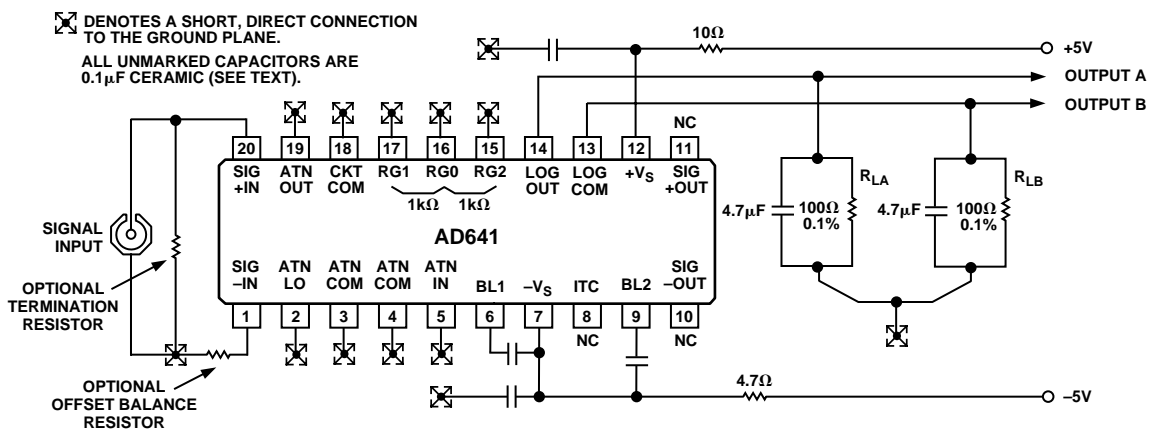 DENOTES A SHORT, DIRECT CONNECTION
TO THE GROUND PLANE.
ALL UNMARKED CAPACITORS ARE
0.1μF CERAMIC (SEE TEXT).
10Ω
+5V
OUTPUT A
OUTPUT B
NC
20 19 18 17 16 15 14 13 12 11
SIG
+IN
ATN
OUT
CKT
COM
RG1 RG0 RG2
1kΩ 1kΩ
LOG
OUT
LOG
COM
+VS
SIG
+OUT
AD641
SIG
–IN
ATN
LO
ATN
COM
ATN
COM
ATN
IN
BL1
–VS
ITC
BL2
SIG
–OUT
1 2 3 4 5 6 7 8 9 10
NC
NC
SIGNAL
INPUT
OPTIONAL
TERMINATION
RESISTOR
OPTIONAL
OFFSET BALANCE
RESISTOR
RLA
4.7μF
100Ω
0.1%
RLB
4.7μF
100Ω
0.1%
4.7Ω
–5V